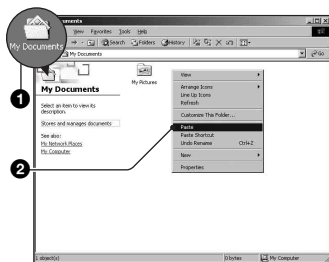 My Documents
View Favorites Tools Help
Search Folders History
My Documents
Go
My Documents
Select an item to view its
description.
Stores and manages documents
See also:
My Network Places
My Computer
My Pictures
View
Arrange Icons
Line Up Icons
Refresh
Customize This Folder...
Paste
Paste Shortcut
Undo Rename Ctrl+Z
New
Properties
1
2
1 object(s)
0 bytes
My Computer